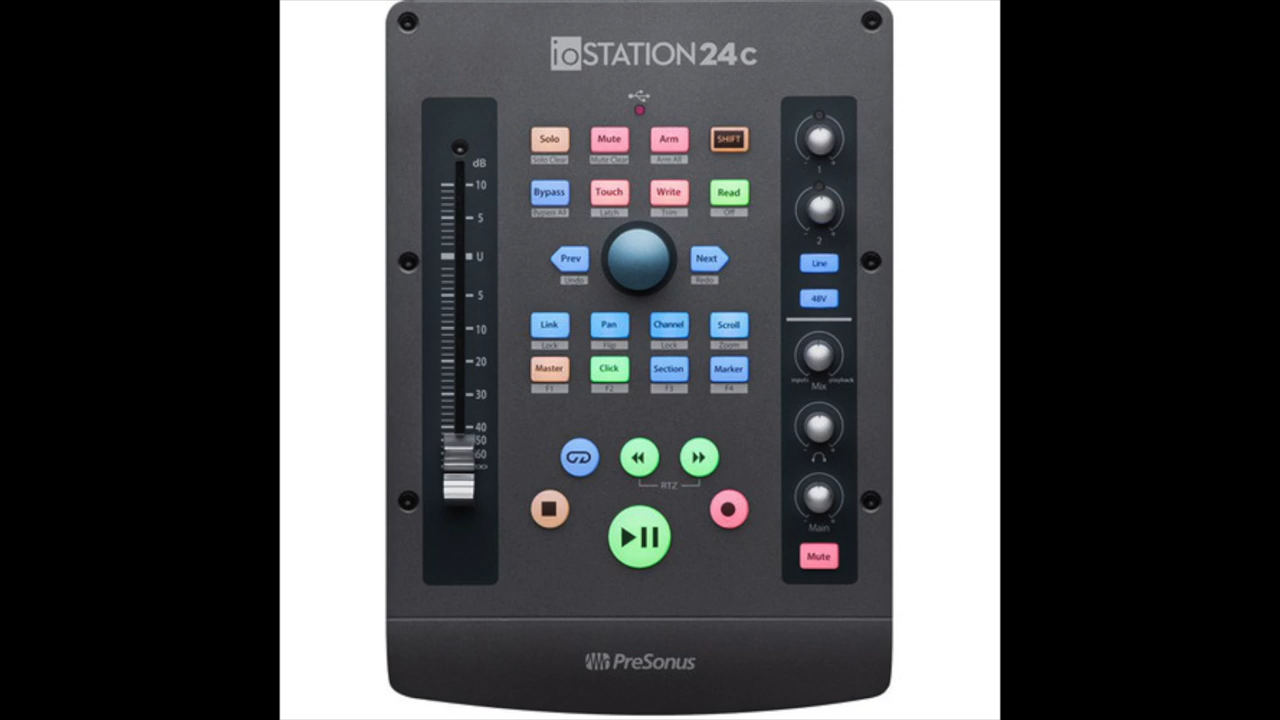 ioSTATION24c
Solo Mute Arm SHIFT
Solo Clear Mute Clear Arm All
Bypass Touch Write Read
Bypass All Latch Trim Off
Prev Next
Undo Redo
Link Pan Channel Scroll
Lock Flip Lock Zoom
Master Click Section Marker
F1 F2 F3 F4
RTZ
dB
10
5
U
5
10
20
30
40
50
60
∞
1
2
Line
48V
inputs playback
Mix
Main
Mute
PreSonus